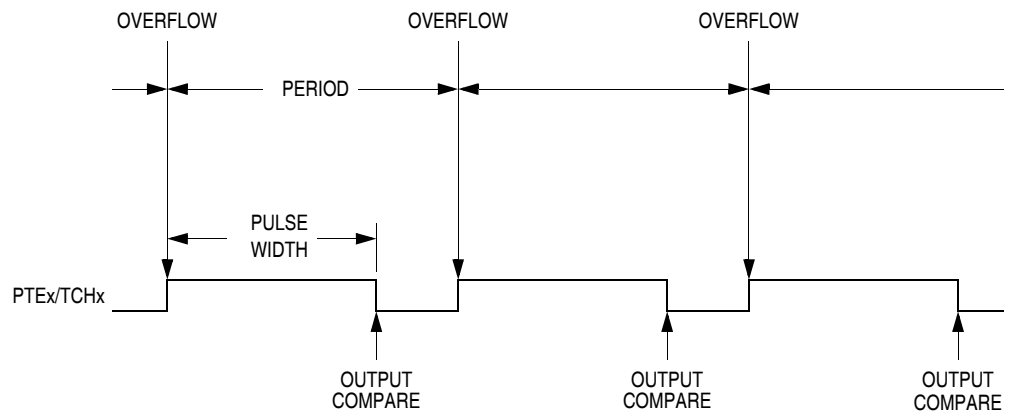 OVERFLOW
OVERFLOW
OVERFLOW
PERIOD
PULSE
WIDTH
PTEx/TCHx
OUTPUT
COMPARE
OUTPUT
COMPARE
OUTPUT
COMPARE